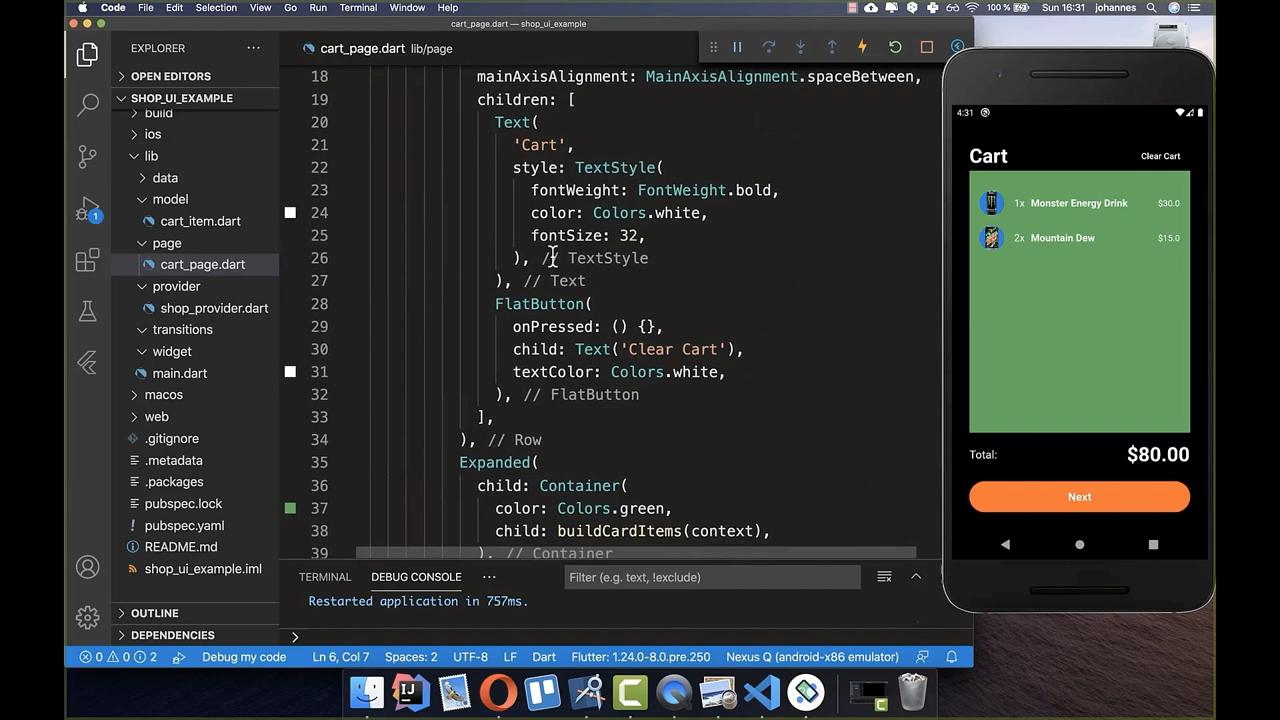 Code File Edit Selection View Go Run Terminal Window Help 100 % Sun 16:31 johannes
cart_page.dart — shop_ui_example
EXPLORER
OPEN EDITORS
SHOP_UI_EXAMPLE
build
ios
lib
data
model
cart_item.dart
page
cart_page.dart
provider
shop_provider.dart
transitions
widget
main.dart
macos
web
.gitignore
.metadata
.packages
pubspec.lock
pubspec.yaml
README.md
shop_ui_example.iml
OUTLINE
DEPENDENCIES
1
cart_page.dart lib/page
18 mainAxisAlignment: MainAxisAlignment.spaceBetween,
19 children: [
20 Text(
21 'Cart',
22 style: TextStyle(
23 fontWeight: FontWeight.bold,
24 color: Colors.white,
25 fontSize: 32,
26 ), // TextStyle
27 ), // Text
28 FlatButton(
29 onPressed: () {},
30 child: Text('Clear Cart'),
31 textColor: Colors.white,
32 ), // FlatButton
33 ],
34 ), // Row
35 Expanded(
36 child: Container(
37 color: Colors.green,
38 child: buildCardItems(context),
39 ), // Container
TERMINAL DEBUG CONSOLE ··· Filter (e.g. text, !exclude)
Restarted application in 757ms.
0 0 2 Debug my code Ln 6, Col 7 Spaces: 2 UTF-8 LF Dart Flutter: 1.24.0-8.0.pre.250 Nexus Q (android-x86 emulator)
4:31
Cart Clear Cart
1x Monster Energy Drink $30.0
2x Mountain Dew $15.0
Total: $80.00
Next